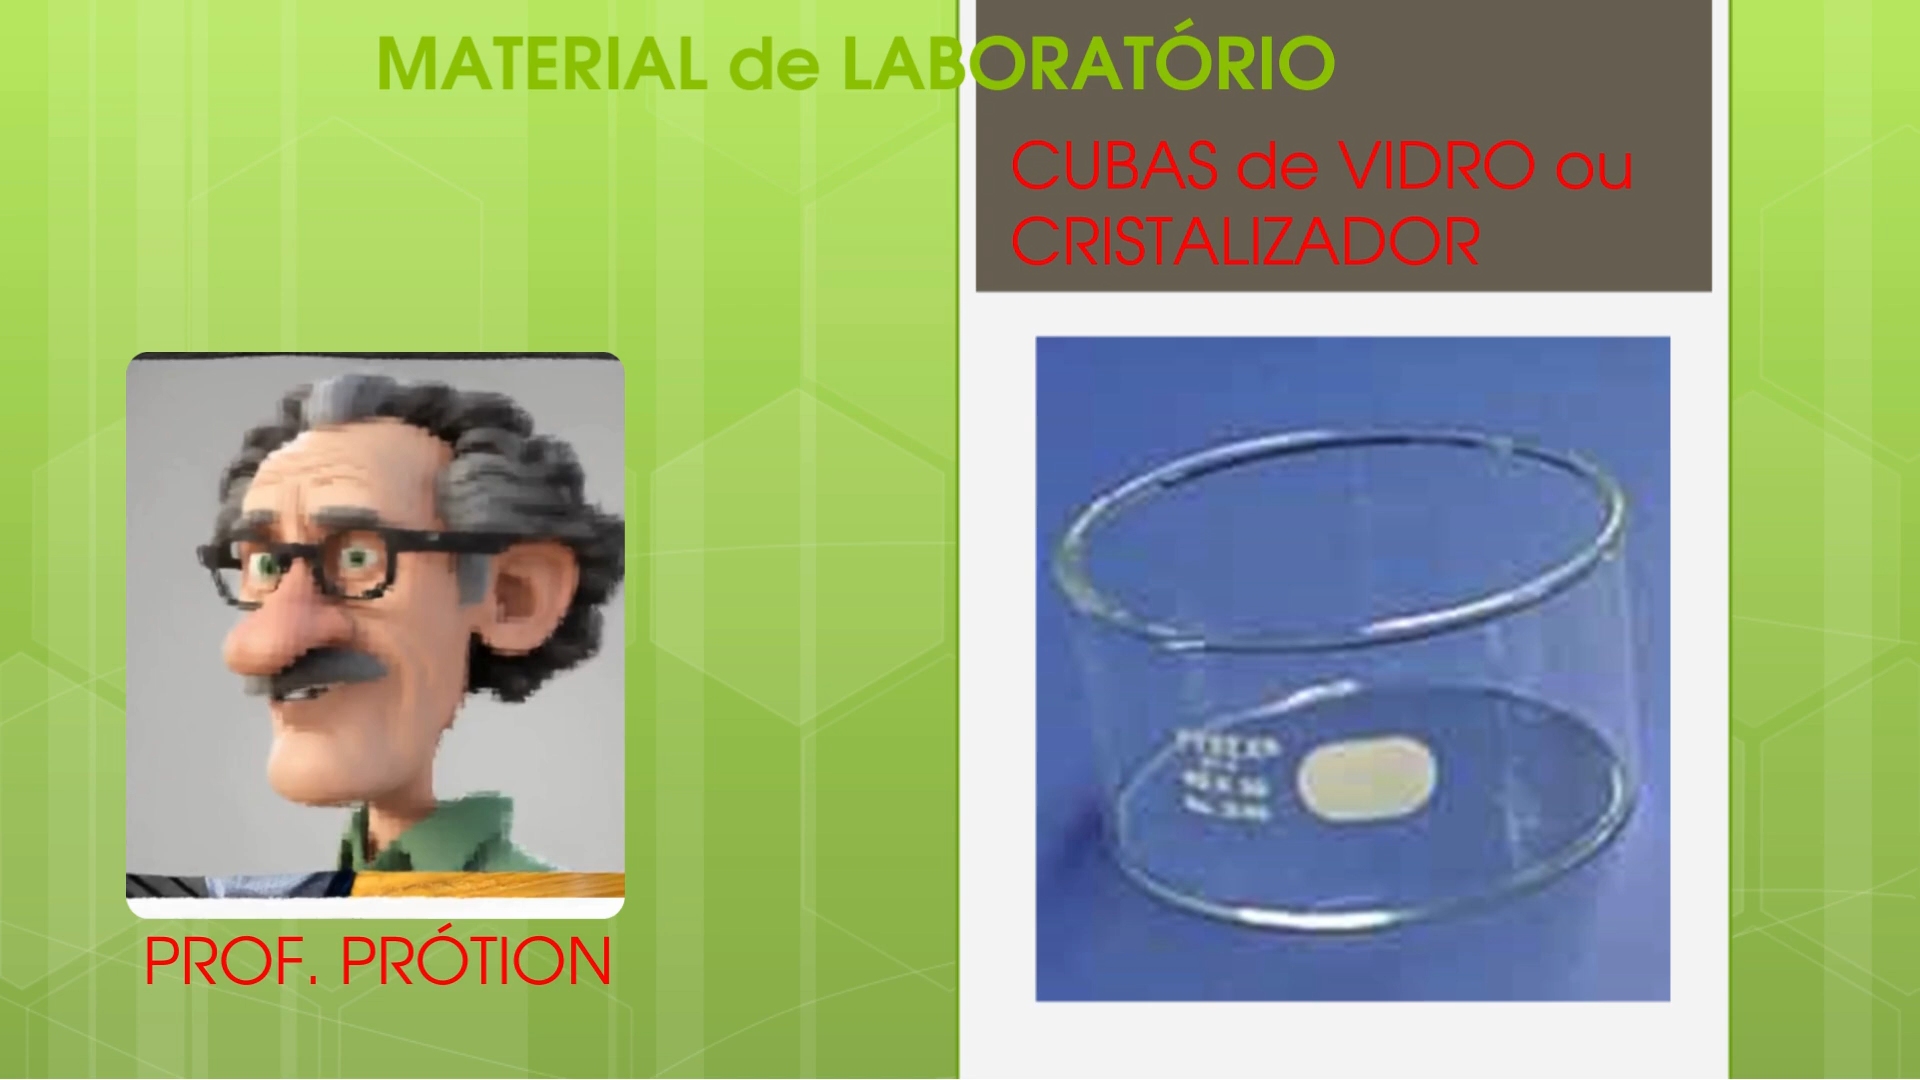 MATERIAL de LABORATÓRIO
CUBAS de VIDRO ou
CRISTALIZADOR
PROF. PRÓTION